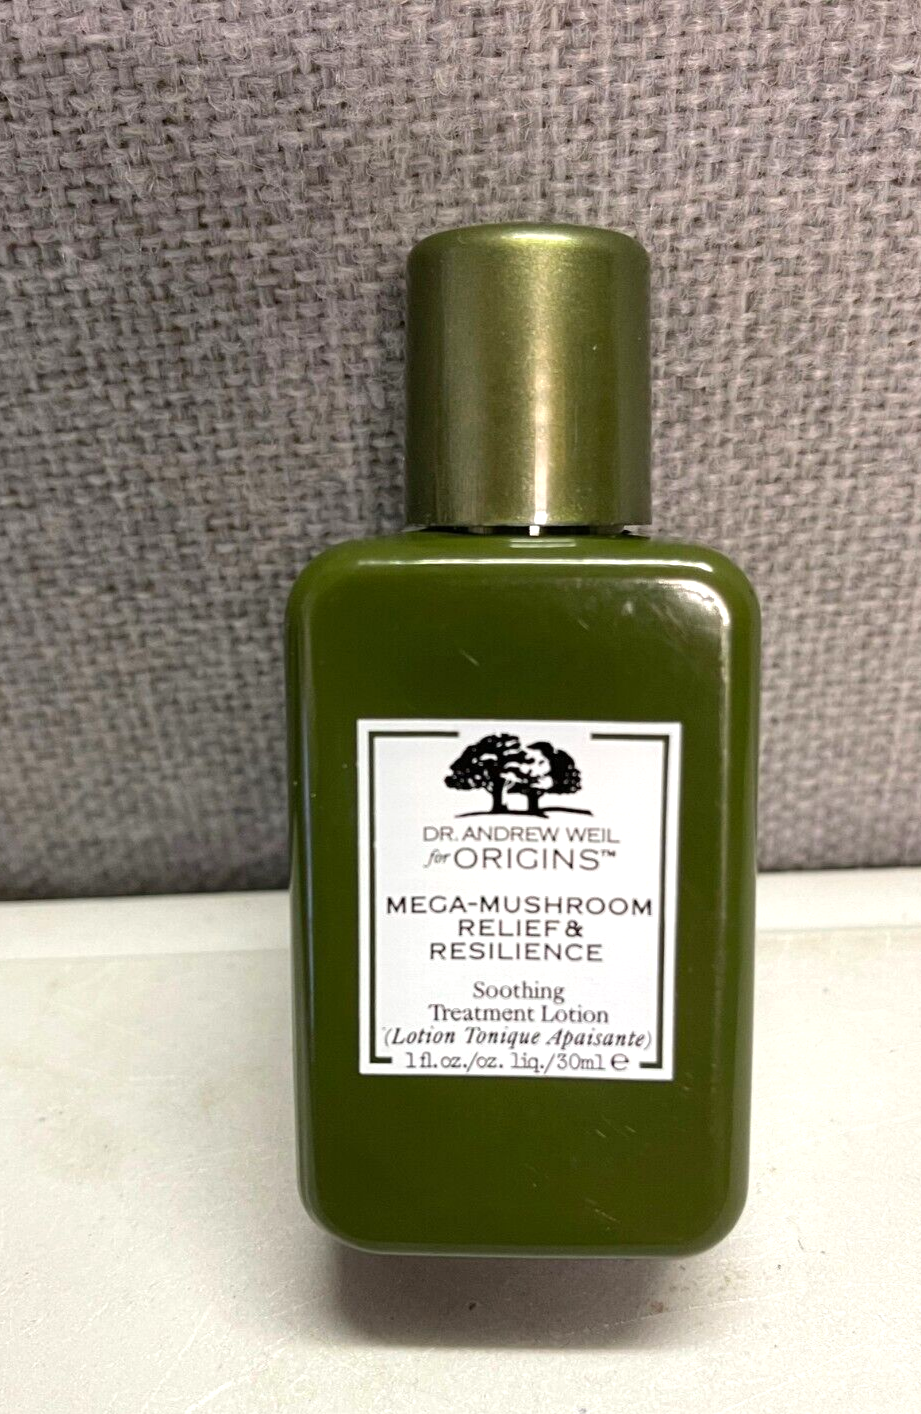 DR. ANDREW WEIL
for ORIGINS™
MEGA-MUSHROOM
RELIEF &
RESILIENCE
Soothing
Treatment Lotion
(Lotion Tonique Apaisante)
1 fl. oz./oz. liq./30ml ℮